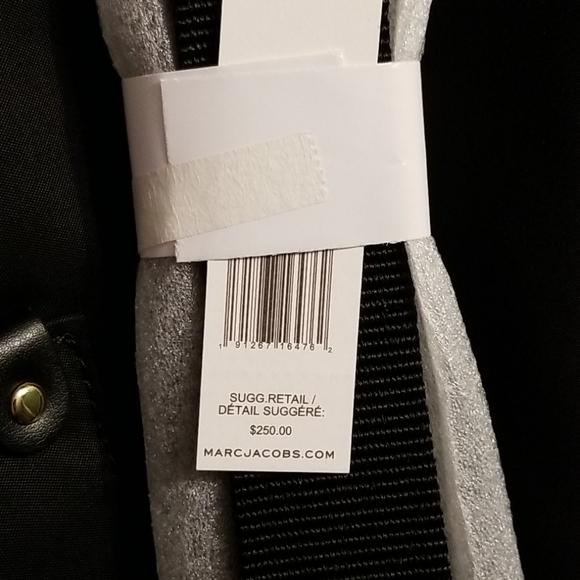 1 91267 16476 2
SUGG.RETAIL /
DÉTAIL SUGGÉRÉ:
$250.00
MARCJACOBS.COM